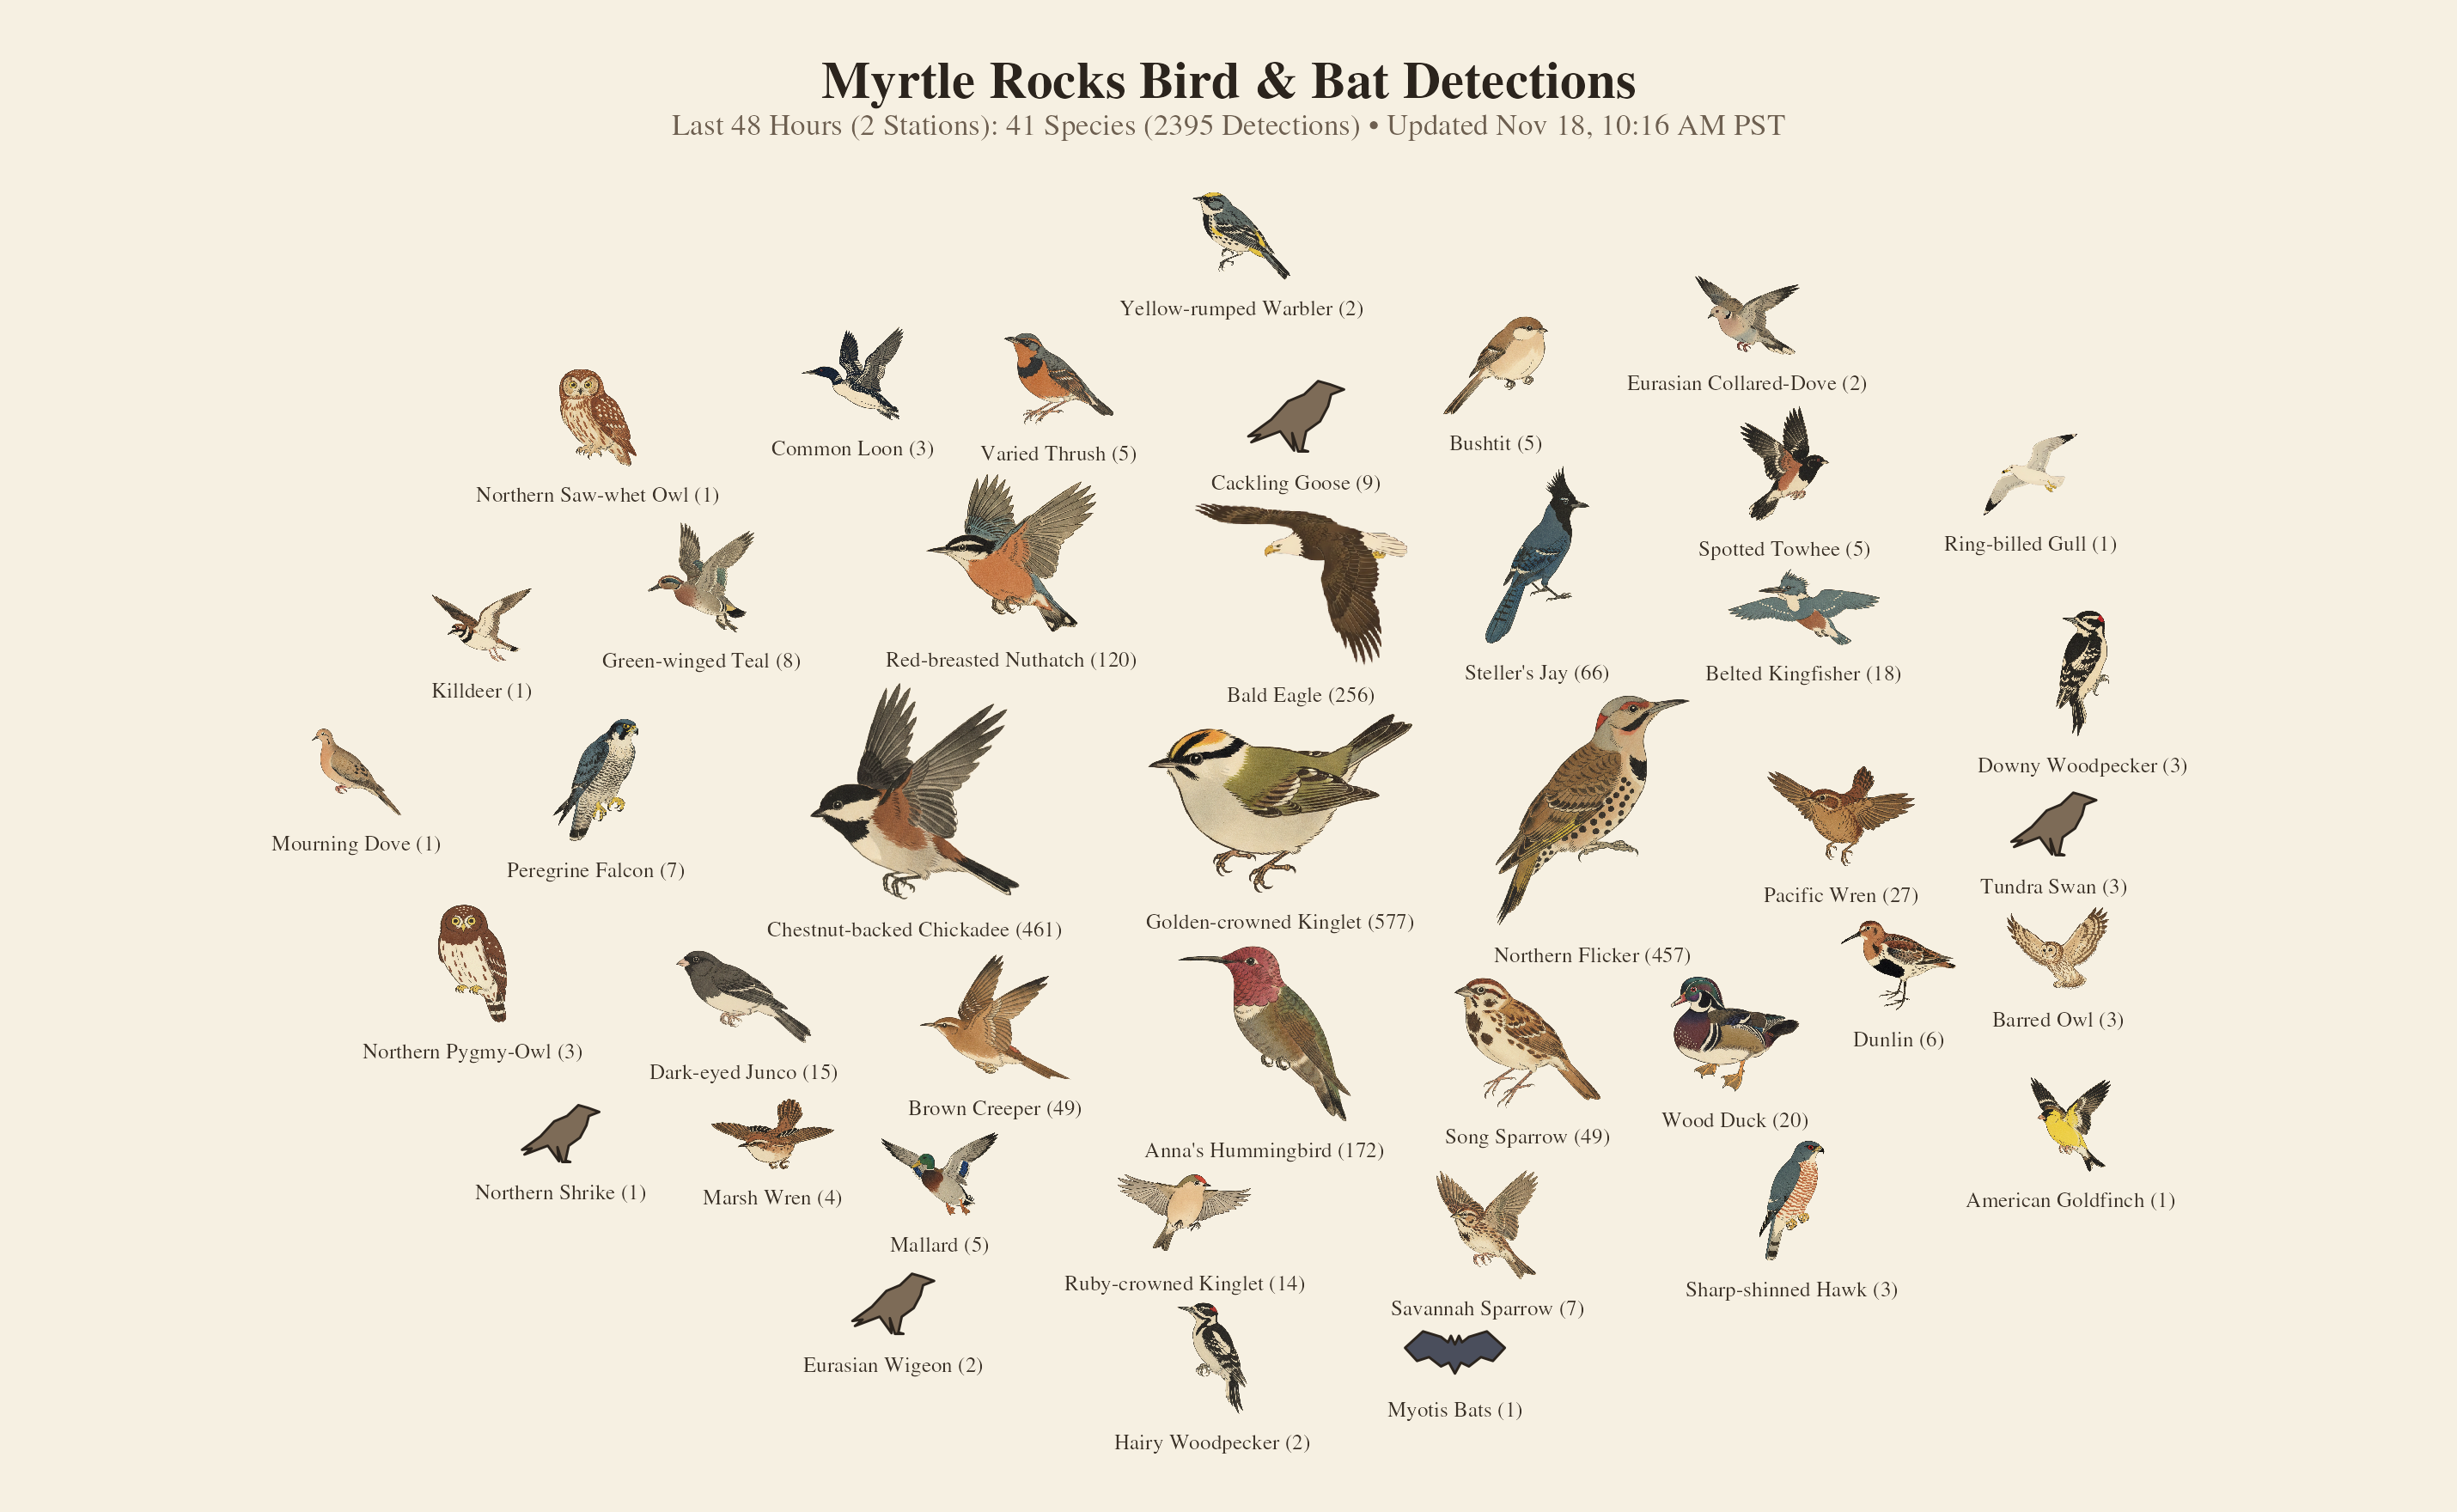 Myrtle Rocks Bird & Bat Detections
Last 48 Hours (2 Stations): 41 Species (2395 Detections) • Updated Nov 18, 10:16 AM PST
Yellow-rumped Warbler (2)
Eurasian Collared-Dove (2)
Bushtit (5)
Common Loon (3)
Varied Thrush (5)
Cackling Goose (9)
Northern Saw-whet Owl (1)
Spotted Towhee (5)
Ring-billed Gull (1)
Green-winged Teal (8)
Red-breasted Nuthatch (120)
Steller's Jay (66)
Belted Kingfisher (18)
Killdeer (1)
Bald Eagle (256)
Downy Woodpecker (3)
Mourning Dove (1)
Peregrine Falcon (7)
Tundra Swan (3)
Pacific Wren (27)
Golden-crowned Kinglet (577)
Chestnut-backed Chickadee (461)
Northern Flicker (457)
Barred Owl (3)
Dunlin (6)
Northern Pygmy-Owl (3)
Dark-eyed Junco (15)
Brown Creeper (49)
Wood Duck (20)
Song Sparrow (49)
Anna's Hummingbird (172)
Northern Shrike (1)
Marsh Wren (4)
American Goldfinch (1)
Mallard (5)
Ruby-crowned Kinglet (14)
Sharp-shinned Hawk (3)
Savannah Sparrow (7)
Eurasian Wigeon (2)
Myotis Bats (1)
Hairy Woodpecker (2)